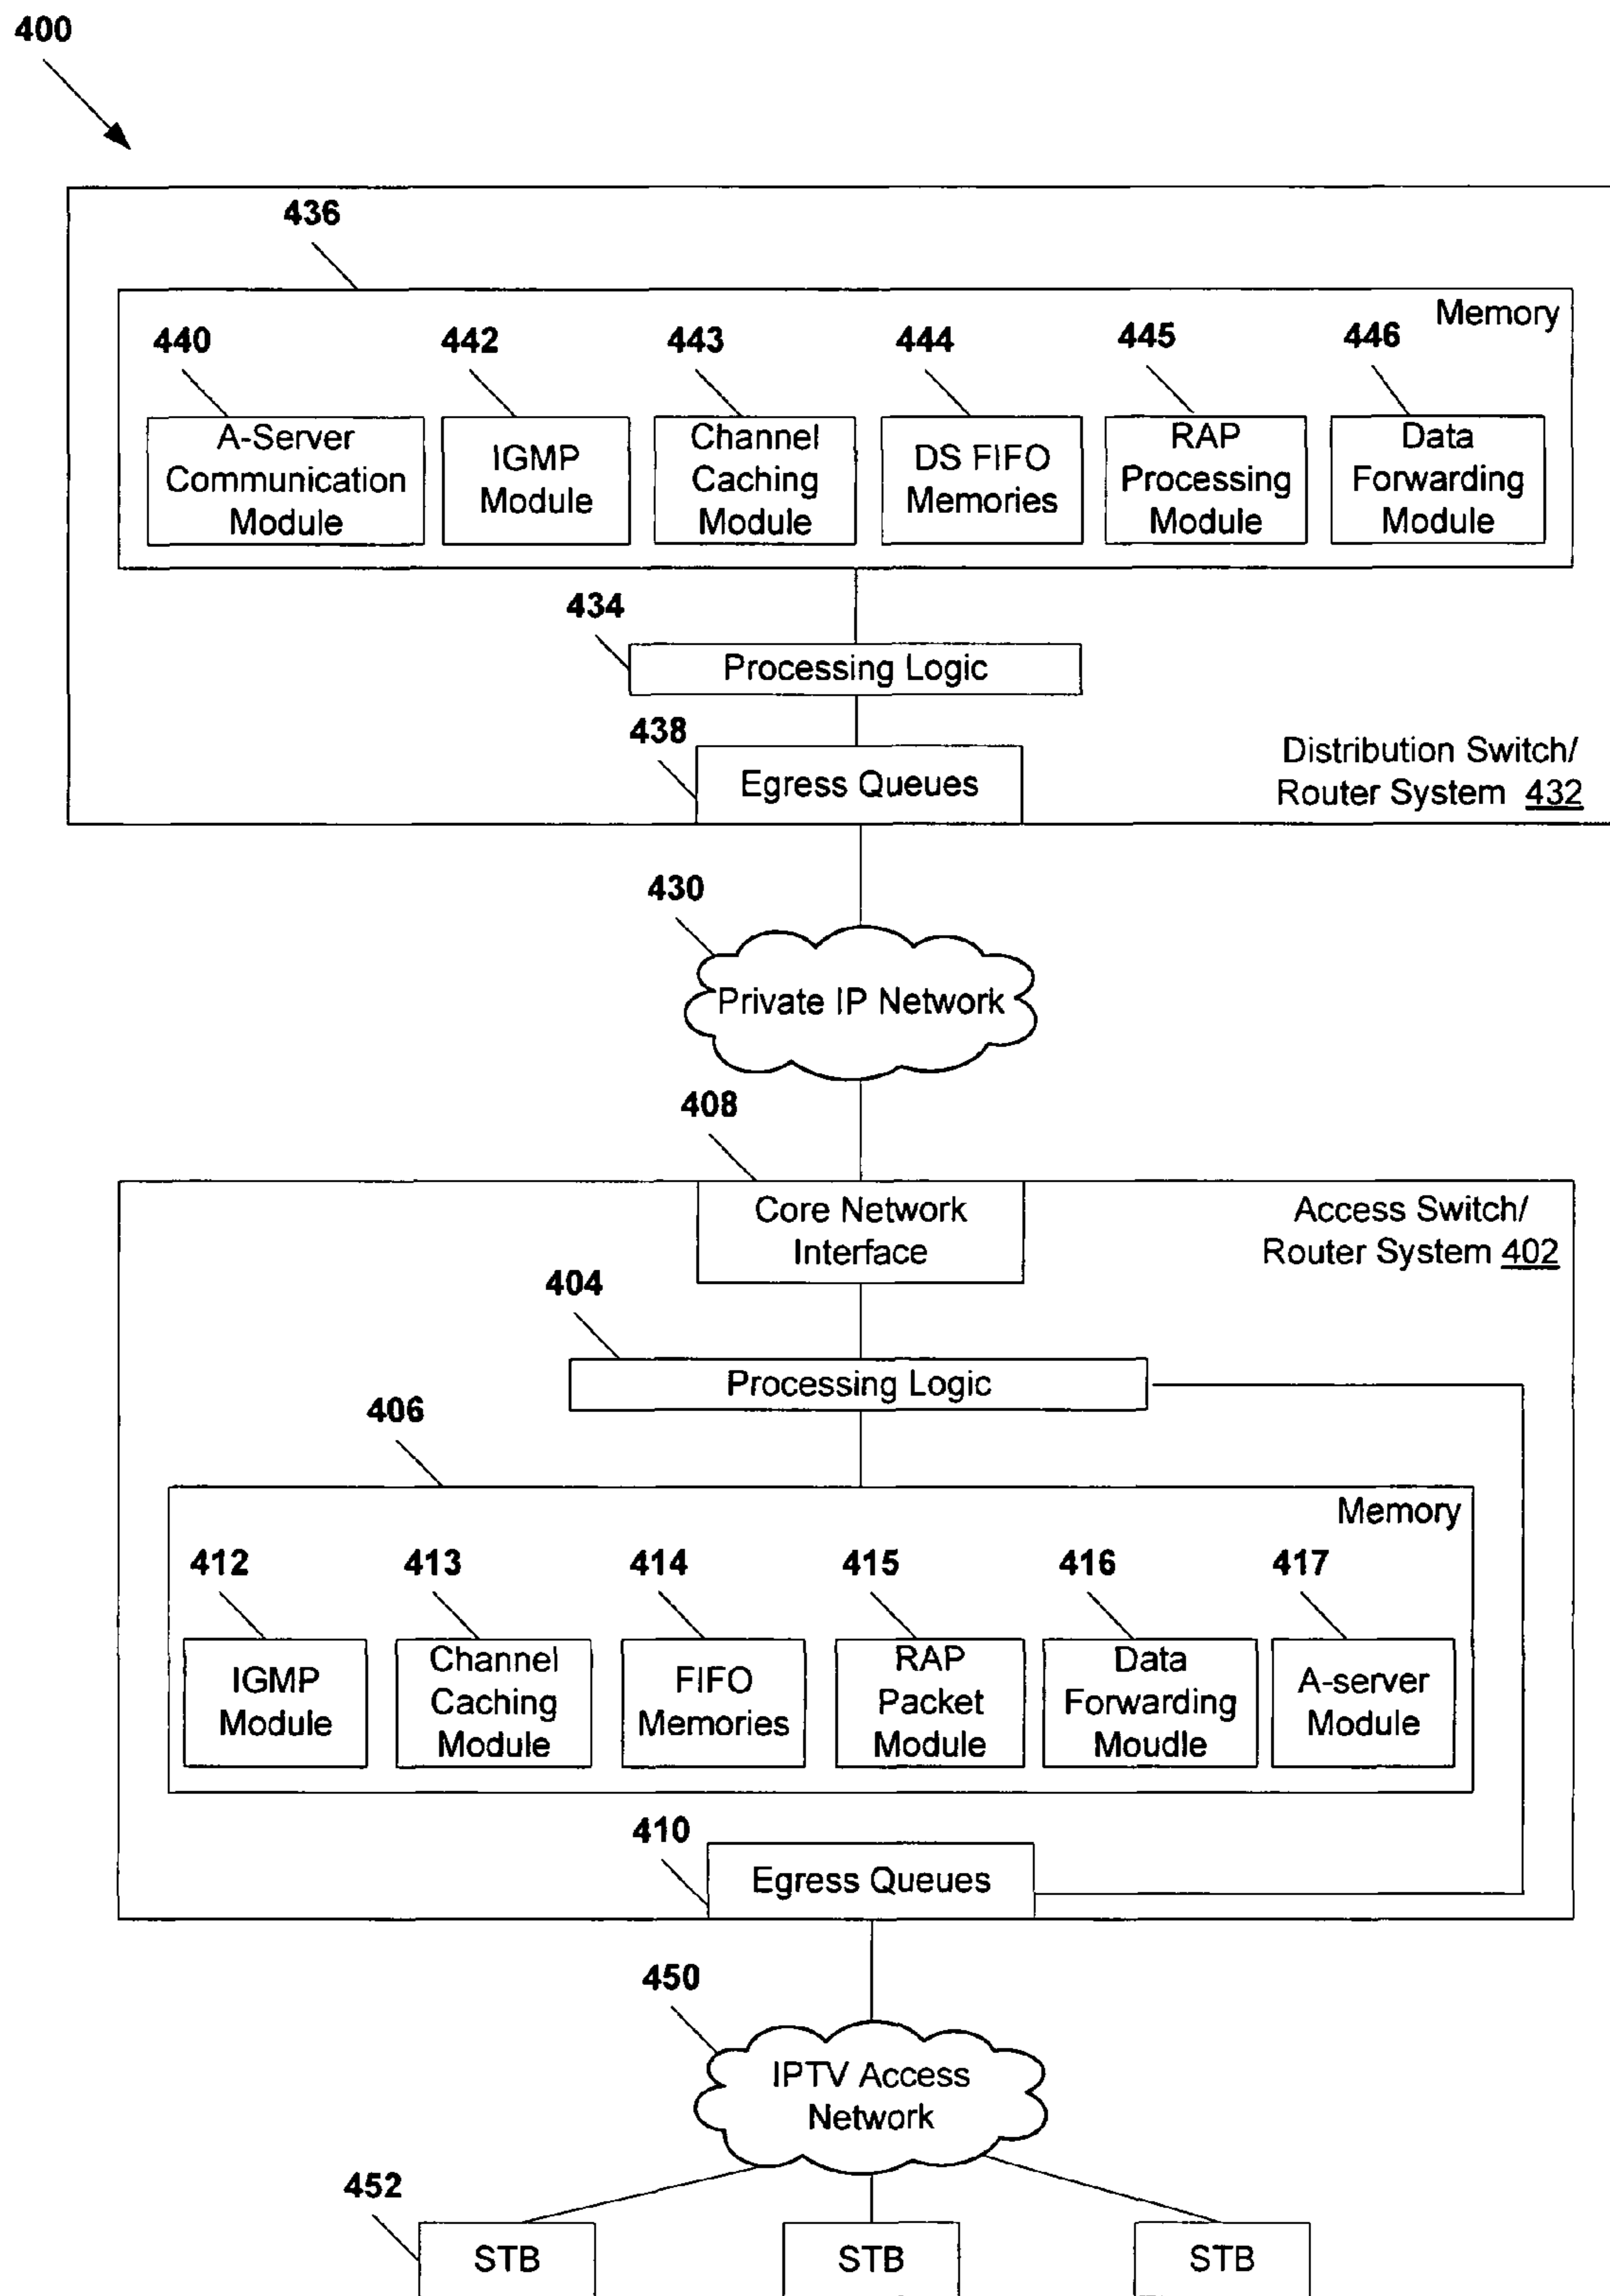 400
436
Memory
440
442
443
444
445
446
A-Server
Communication
Module
IGMP
Module
Channel
Caching
Module
DS FIFO
Memories
RAP
Processing
Module
Data
Forwarding
Module
434
Processing Logic
438
Egress Queues
Distribution Switch/
Router System 432
430
Private IP Network
408
Core Network
Interface
Access Switch/
Router System 402
404
Processing Logic
406
Memory
412
413
414
415
416
417
IGMP
Module
Channel
Caching
Module
FIFO
Memories
RAP
Packet
Module
Data
Forwarding
Moudle
A-server
Module
410
Egress Queues
450
IPTV Access
Network
452
STB
STB
STB